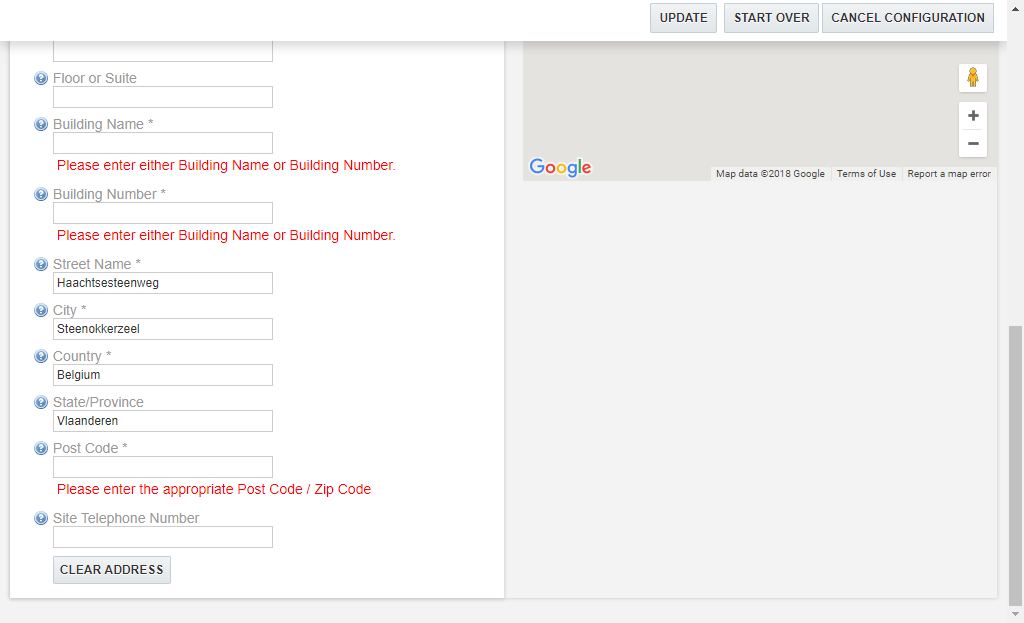 UPDATE START OVER CANCEL CONFIGURATION
Floor or Suite
Building Name *
Please enter either Building Name or Building Number.
Building Number *
Please enter either Building Name or Building Number.
Street Name *
Haachtsesteenweg
City *
Steenokkerzeel
Country *
Belgium
State/Province
Vlaanderen
Post Code *
Please enter the appropriate Post Code / Zip Code
Site Telephone Number
CLEAR ADDRESS
Google
Map data ©2018 Google Terms of Use Report a map error